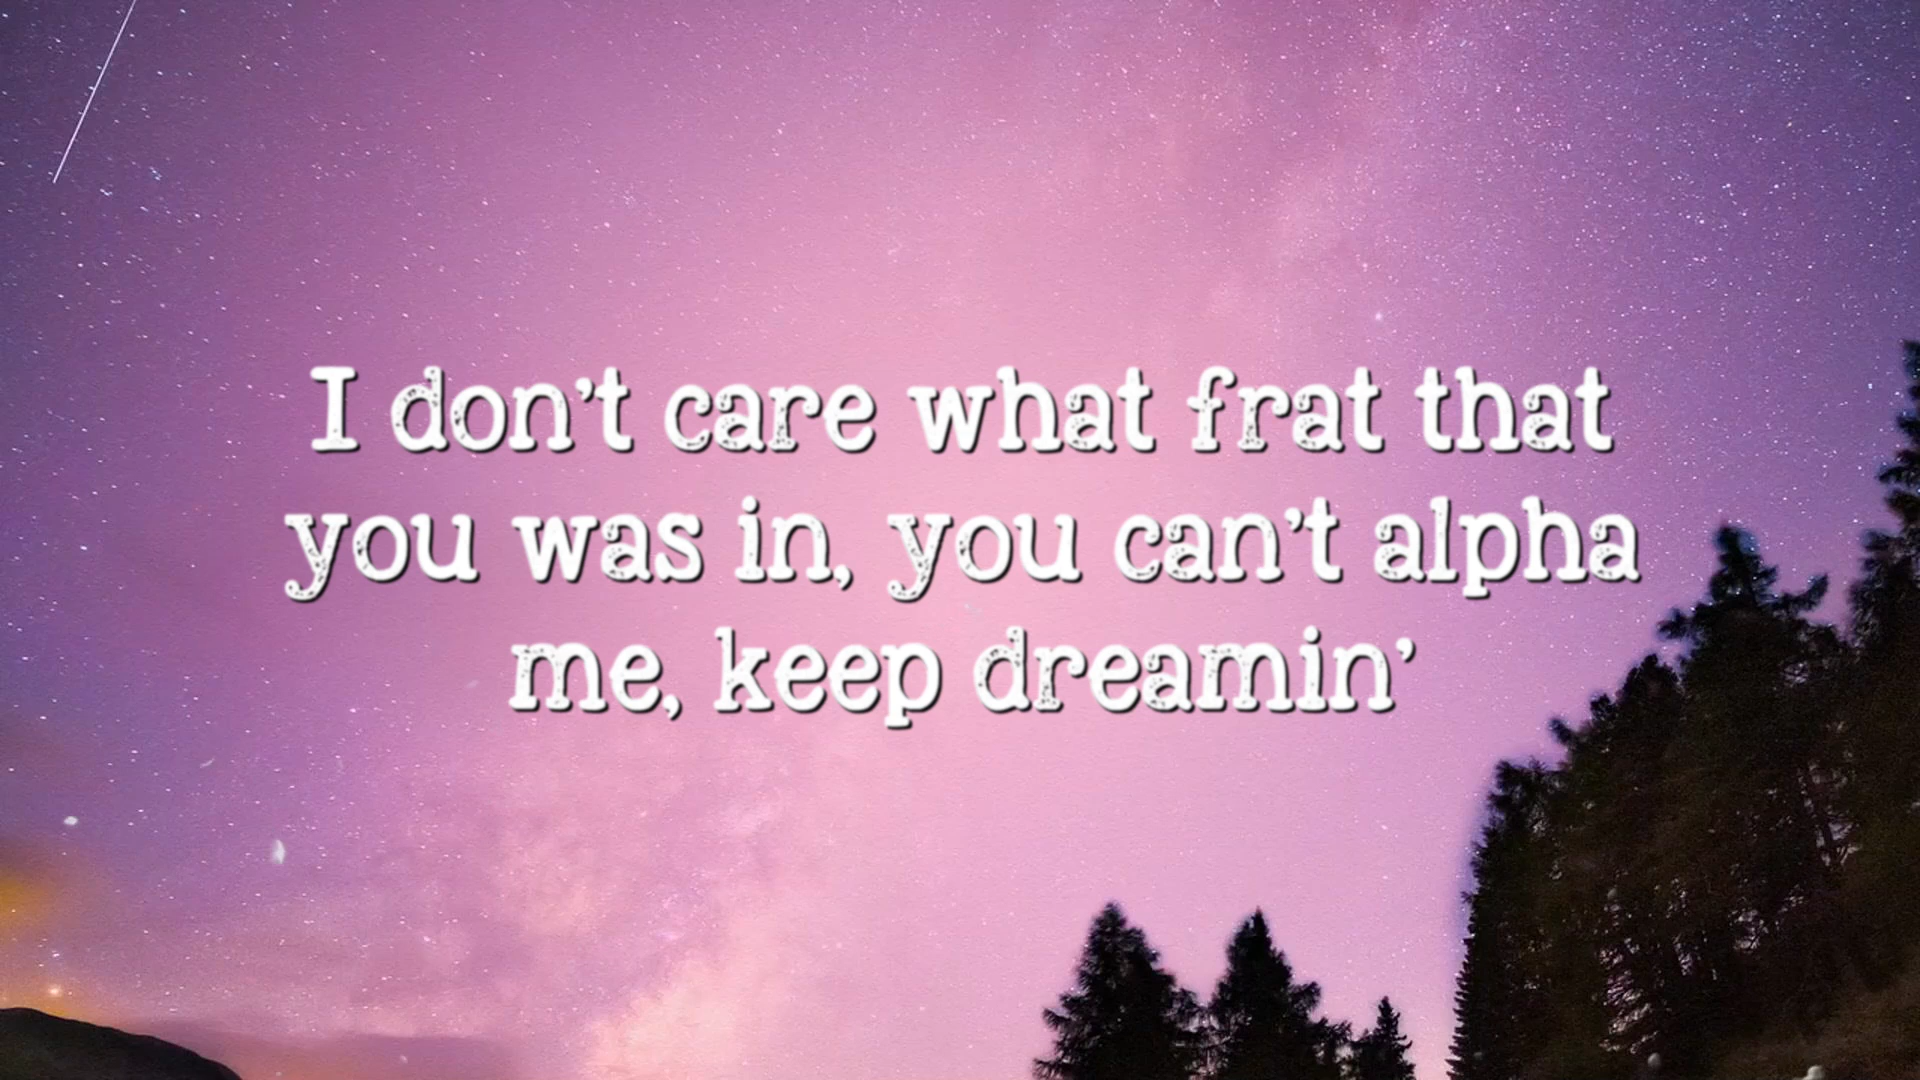 I don't care what frat that
you was in, you can't alpha
me, keep dreamin'